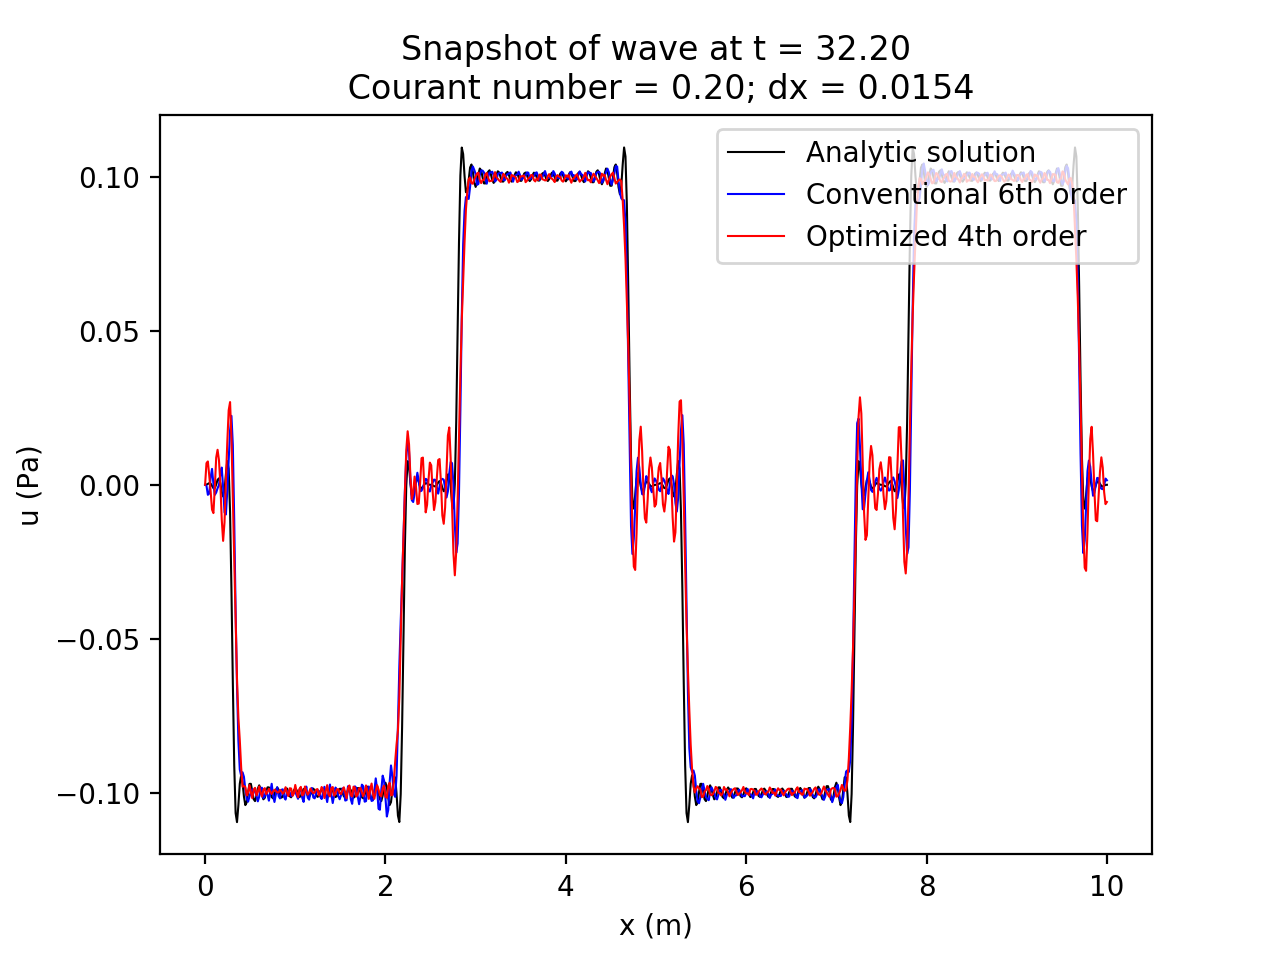 Snapshot of wave at t = 32.20
Courant number = 0.20; dx = 0.0154
Analytic solution
Conventional 6th order
Optimized 4th order
0.10
0.05
0.00
−0.05
−0.10
u (Pa)
0 2 4 6 8 10
x (m)